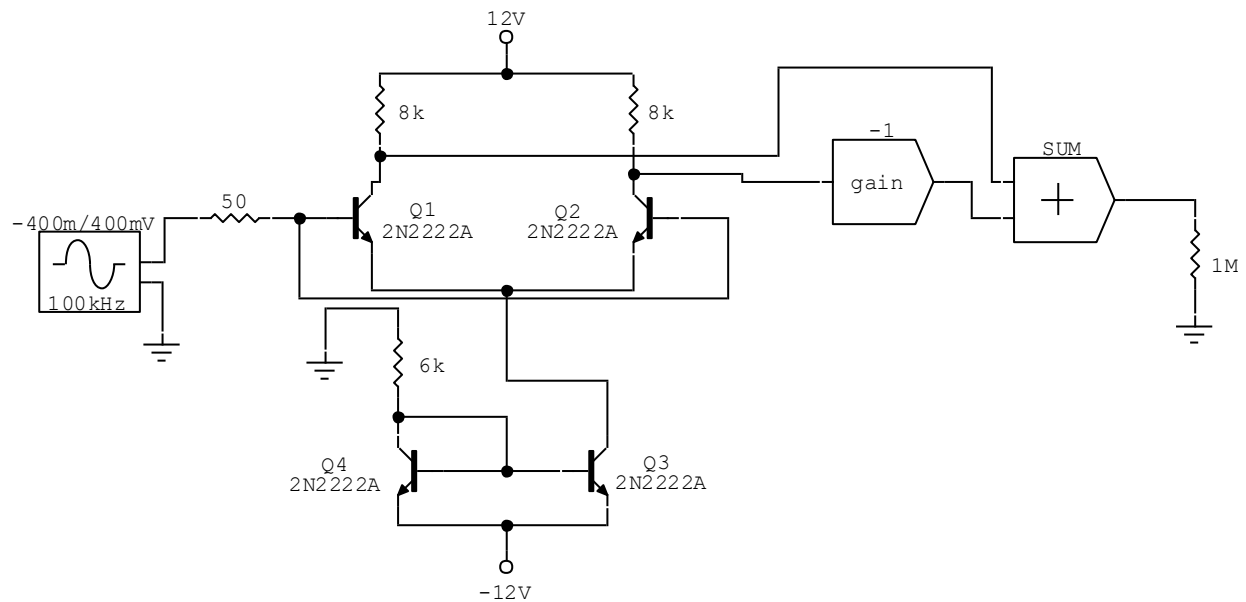 12V
8k
8k
-1
gain
SUM
50
-400m/400mV
100kHz
Q1
2N2222A
Q2
2N2222A
1M
6k
Q4
2N2222A
Q3
2N2222A
-12V